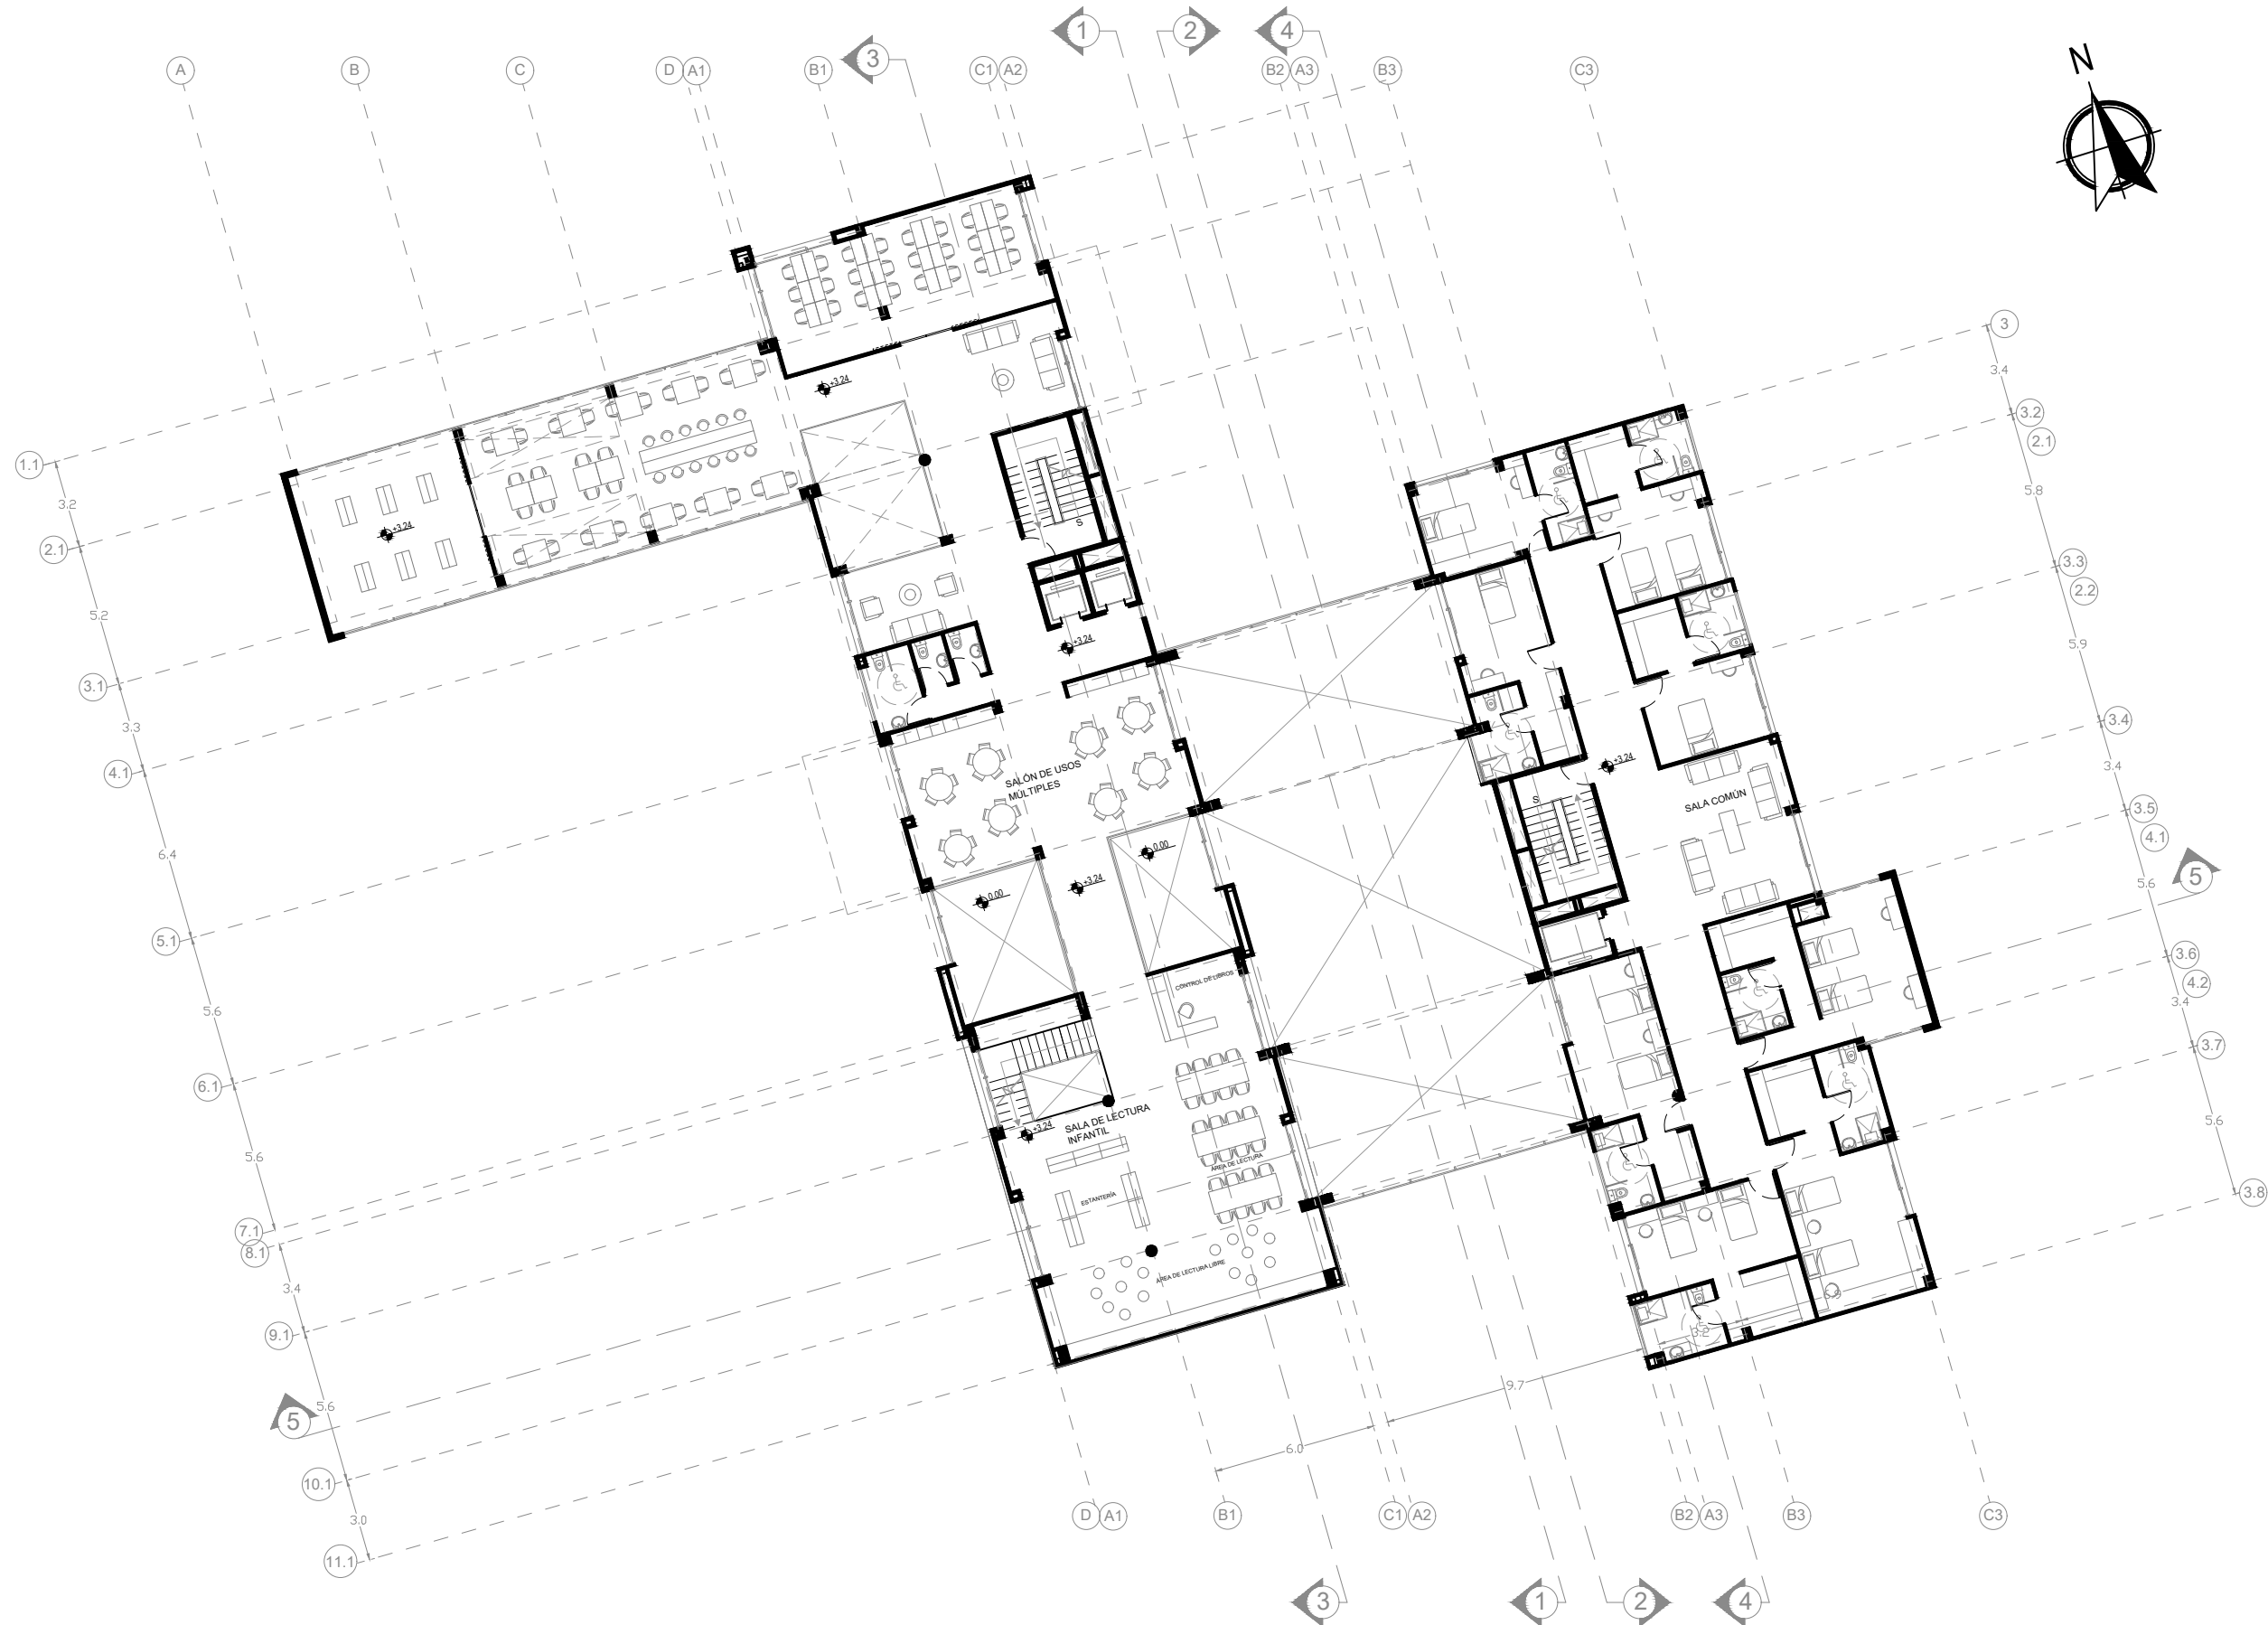 1
2
4
3
N
A
B
C
D
A1
B1
C1
A2
B2
A3
B3
C3
3
3.4
3.2
2.1
5.8
3.3
2.2
5.9
3.4
3.4
3.5
4.1
5.6
5
3.6
4.2
3.4
3.7
5.6
3.8
1.1
3.2
2.1
5.2
3.1
3.3
4.1
6.4
5.1
5.6
6.1
5.6
7.1
8.1
3.4
9.1
5.6
5
10.1
3.0
11.1
+3.24
+3.24
S
+3.24
SALÓN DE USOS
MÚLTIPLES
0.00
+3.24
0.00
CONTROL DE LIBROS
+3.24
SALA DE LECTURA
INFANTIL
ÁREA DE LECTURA
ESTANTERÍA
ÁREA DE LECTURA LIBRE
+3.24
S
SALA COMÚN
6.9
3.2
9.7
6.0
D
A1
B1
C1
A2
B2
A3
B3
C3
3
1
2
4